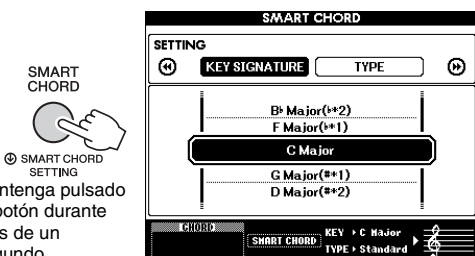 SMART
CHORD
SMART CHORD
SETTING
ntenga pulsado
botón durante
s de un
gundo
SMART CHORD
SETTING
KEY SIGNATURE
TYPE
B♭ Major(♭*2)
F Major(♭*1)
C Major
G Major(#*1)
D Major(#*2)
CHORD
SMART CHORD
KEY ▸ C Major
TYPE ▸ Standard